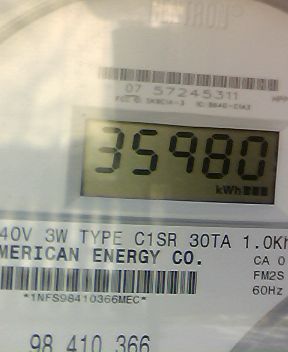 07 57245311
35980
kWh
40V 3W TYPE C1SR 30TA 1.0Kh
MERICAN ENERGY CO.
CA 0
FM2S
*1NFS98410366MEC*
60Hz
98 410 366